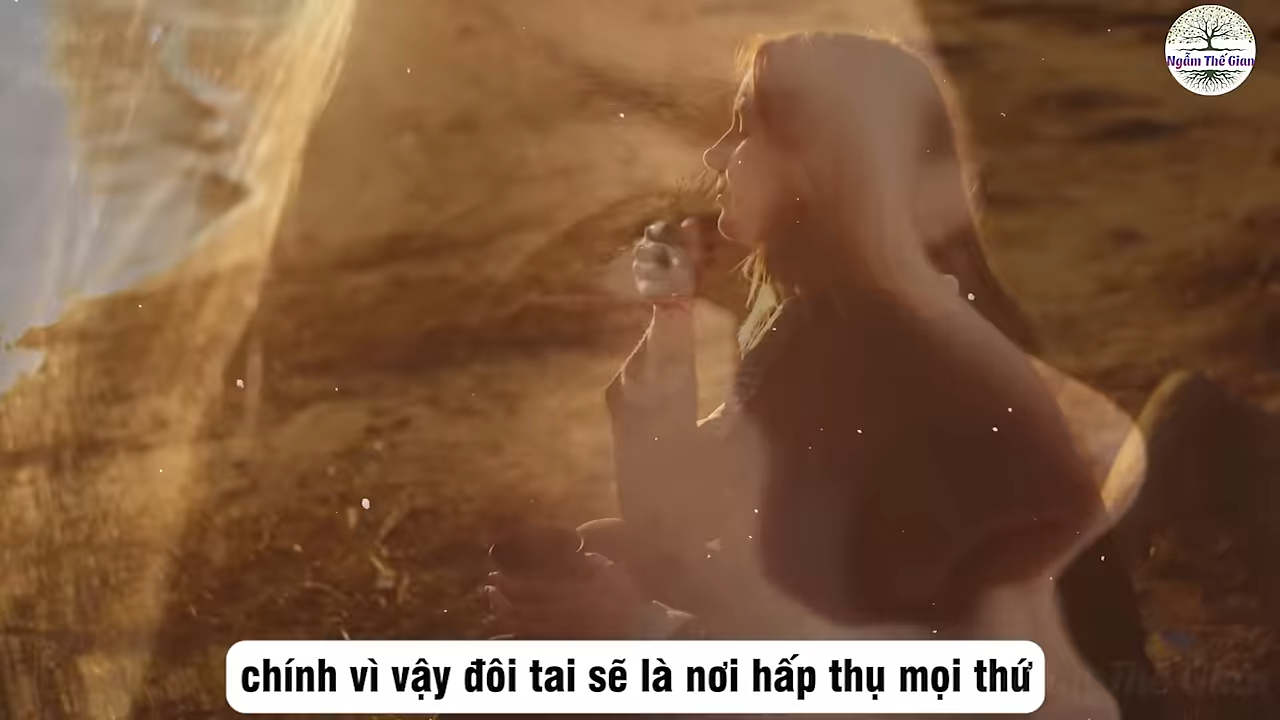 Ngẫm Thế Gian
chính vì vậy đôi tai sẽ là nơi hấp thụ mọi thứ